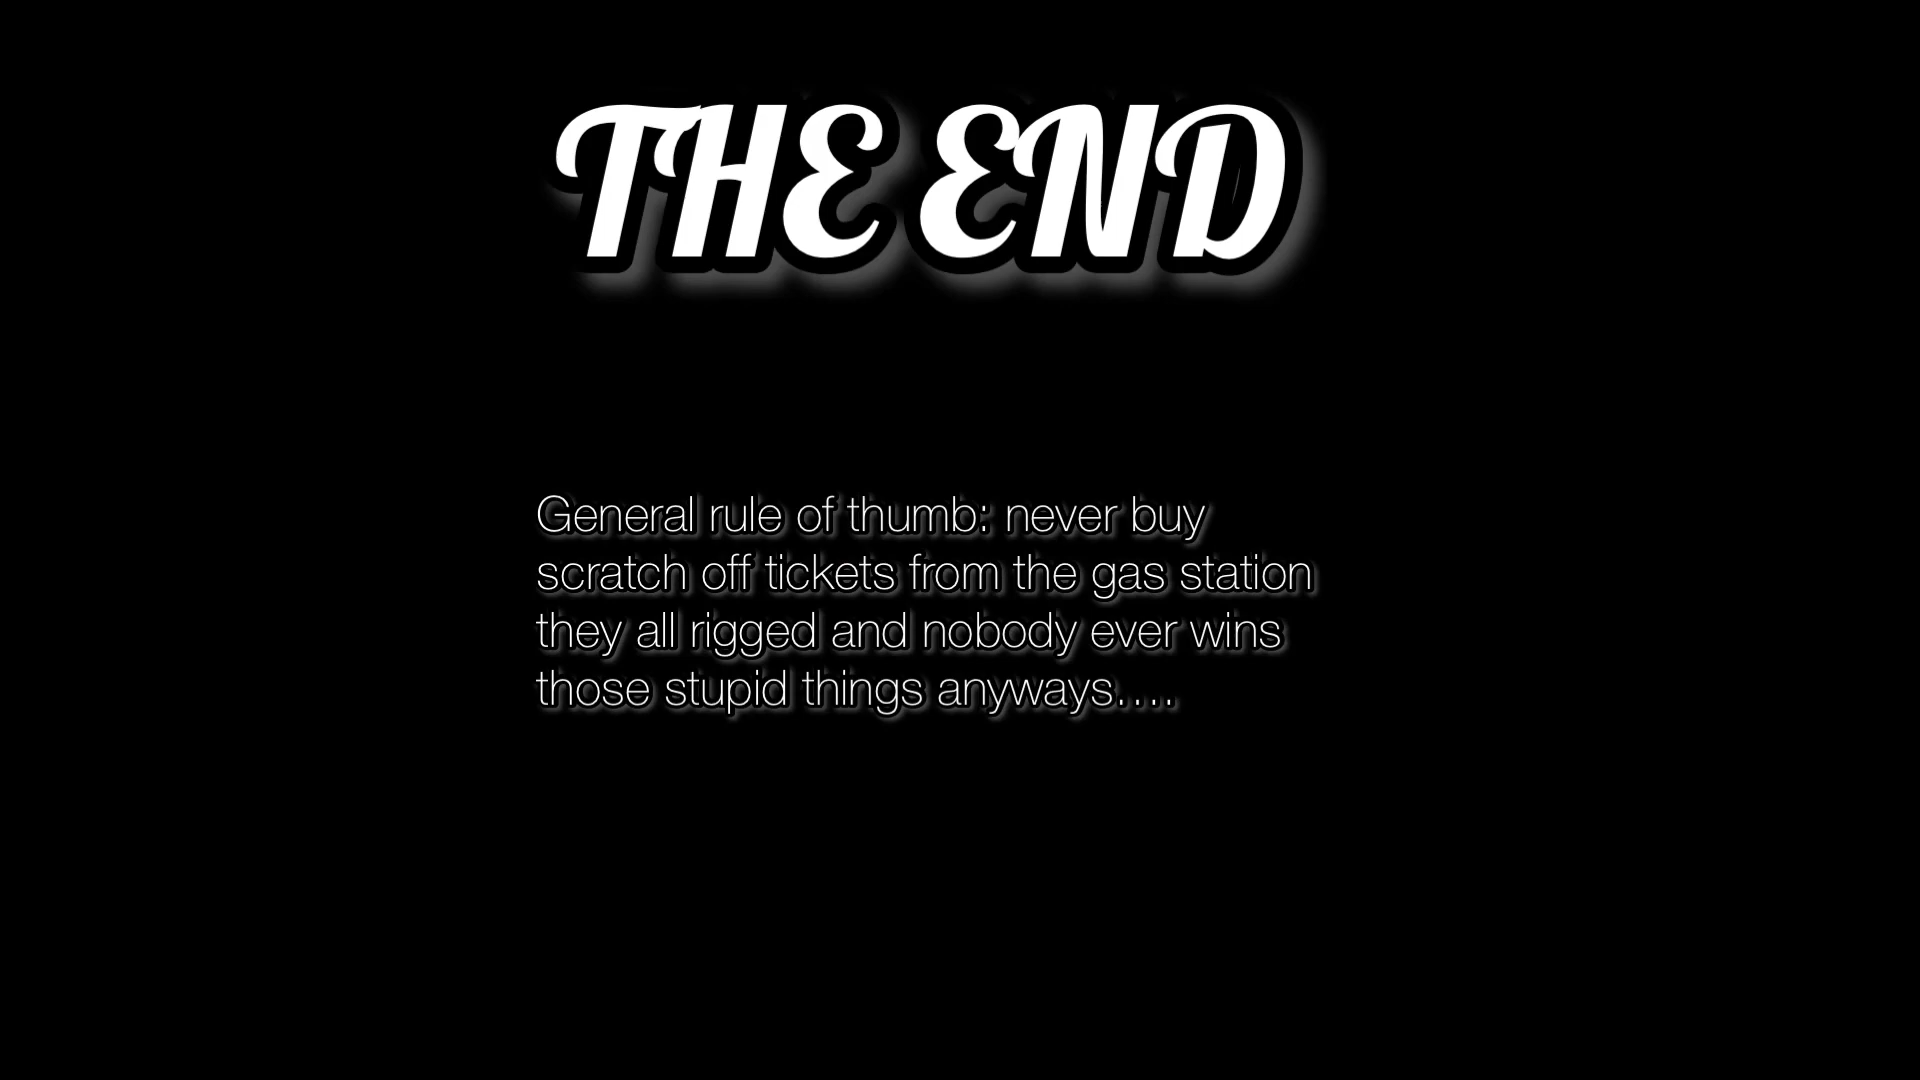 THE END
General rule of thumb: never buy
scratch off tickets from the gas station
they all rigged and nobody ever wins
those stupid things anyways....